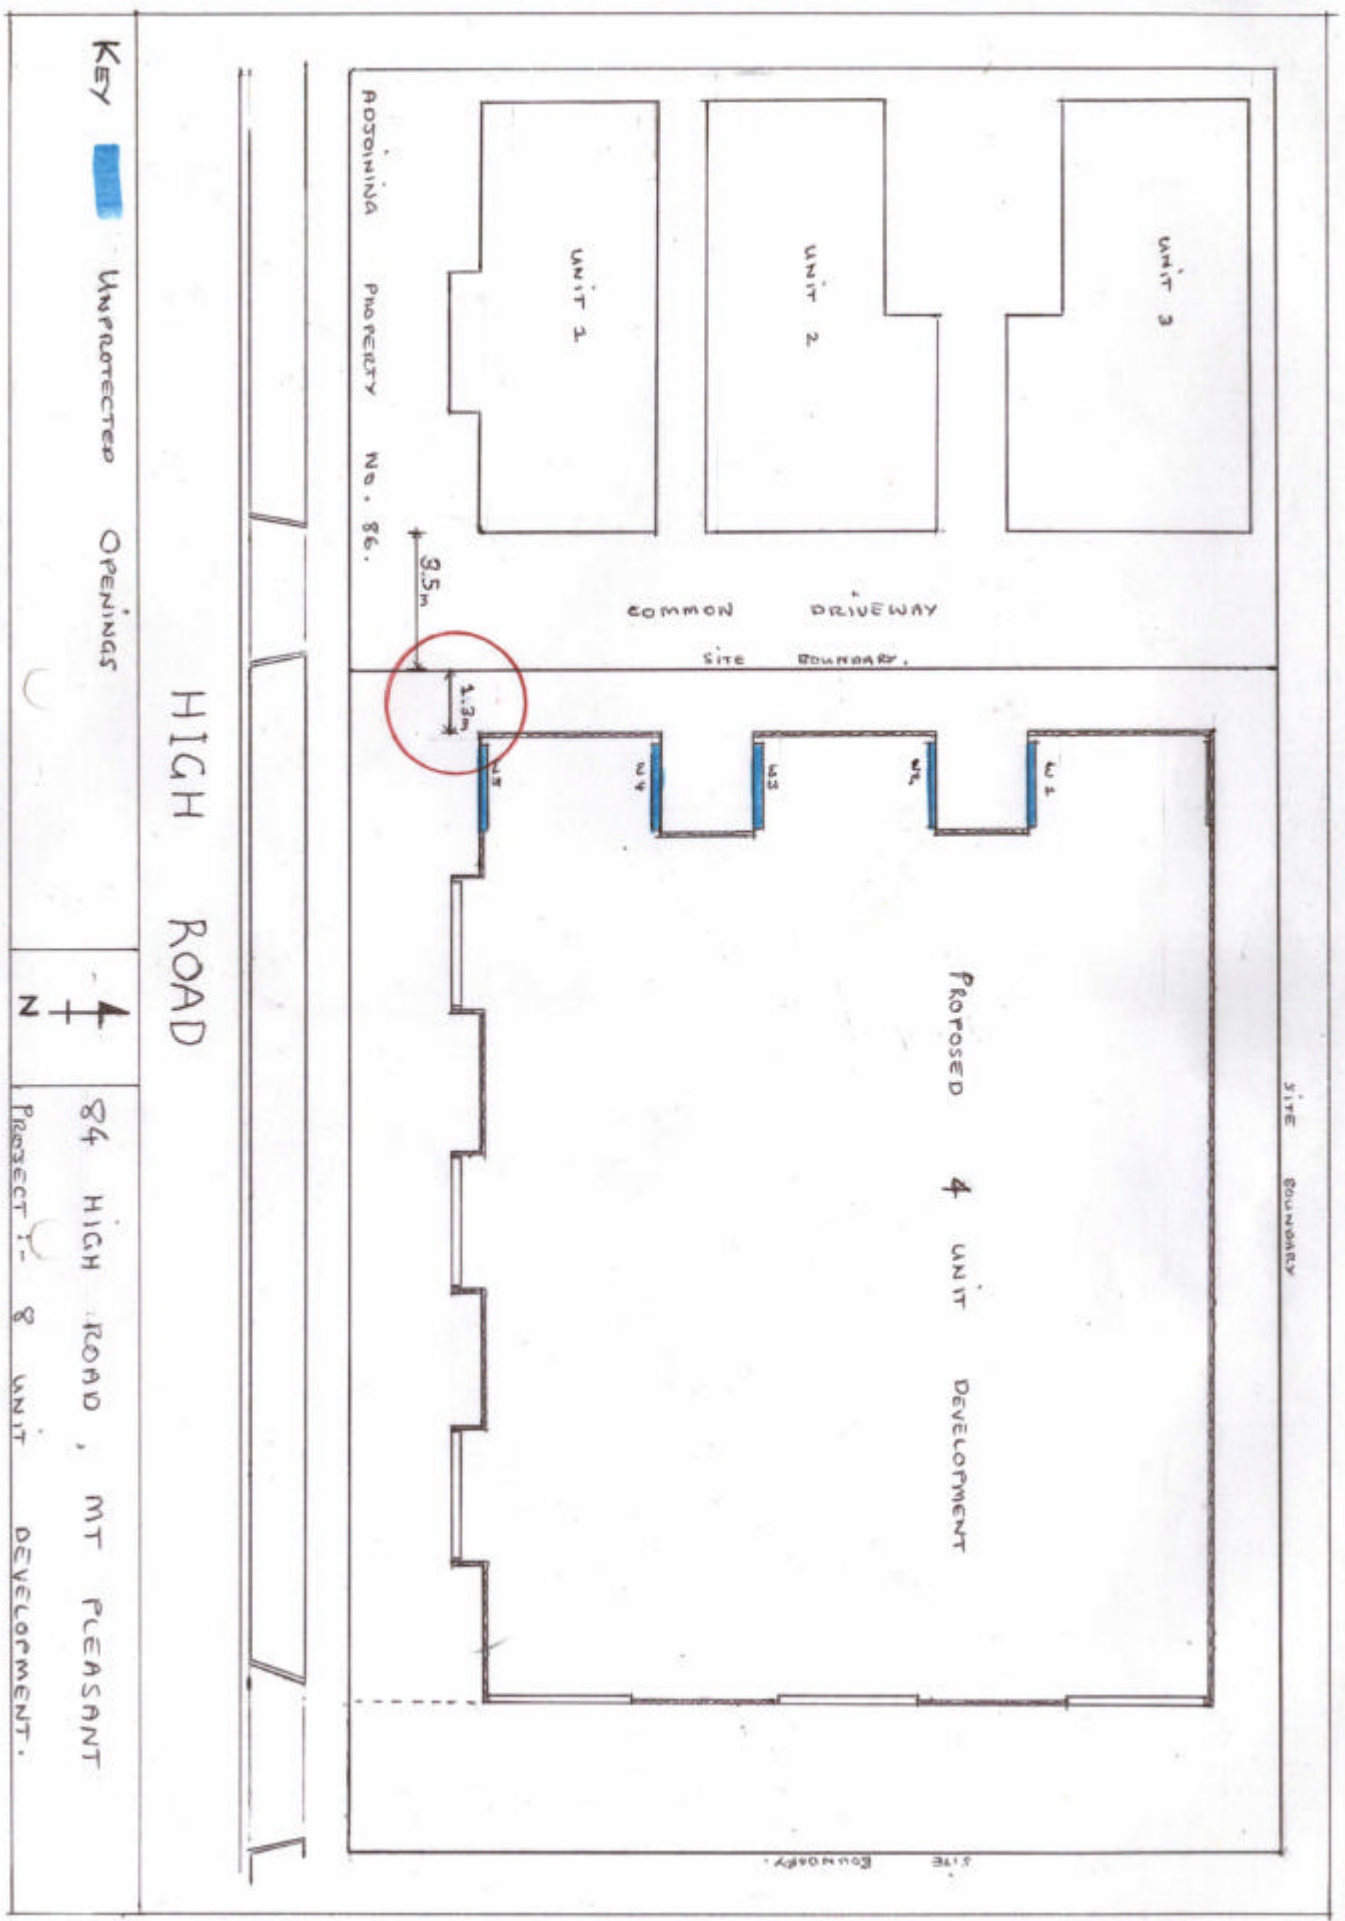 UNIT 1
UNIT 2
UNIT 3
ADJOINING PROPERTY NO. 86.
3.5m
COMMON DRIVEWAY
SITE BOUNDARY.
1.3m
W5
W4
W3
W2
W1
PROPOSED 4 UNIT DEVELOPMENT
SITE BOUNDARY
SITE BOUNDARY.
HIGH ROAD
KEY UNPROTECTED OPENINGS
N
84 HIGH ROAD, MT PLEASANT
PROJECT:- 8 UNIT DEVELOPMENT.